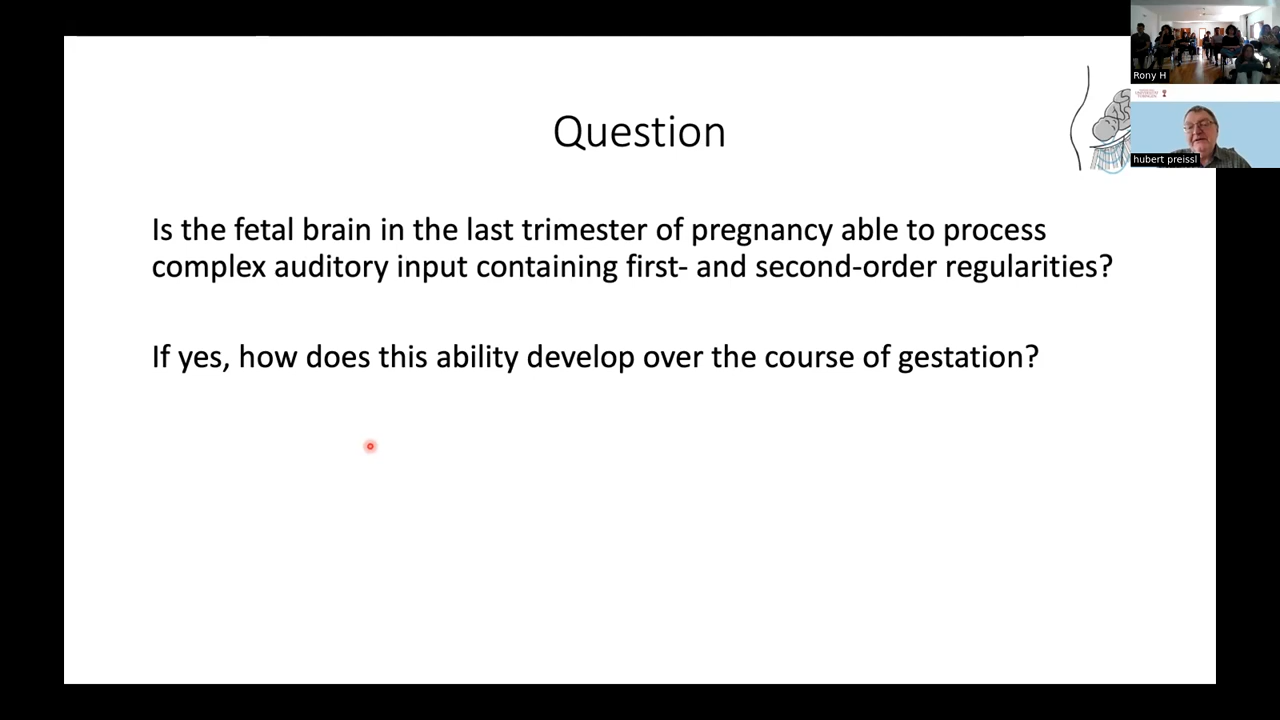 Question
Is the fetal brain in the last trimester of pregnancy able to process
complex auditory input containing first- and second-order regularities?
If yes, how does this ability develop over the course of gestation?
Rony H
hubert preissl